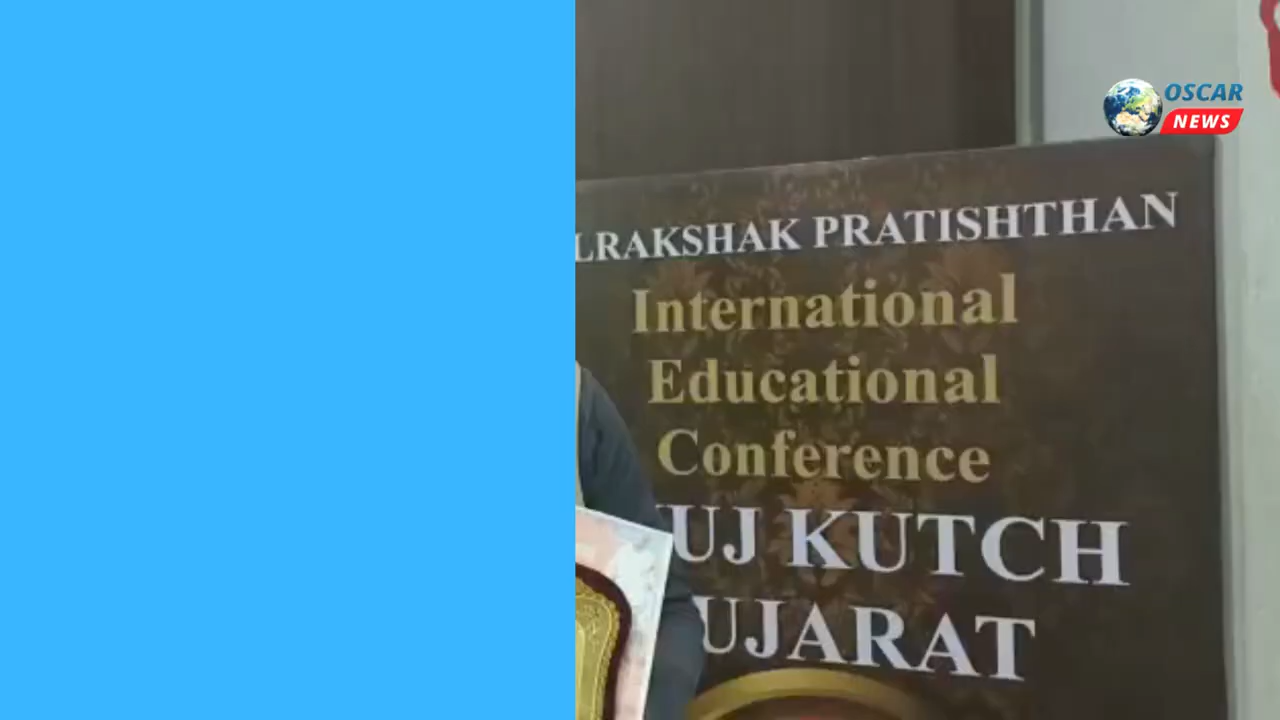 OSCAR
NEWS
LRAKSHAK PRATISHTHAN
International
Educational
Conference
UJ KUTCH
UJARAT